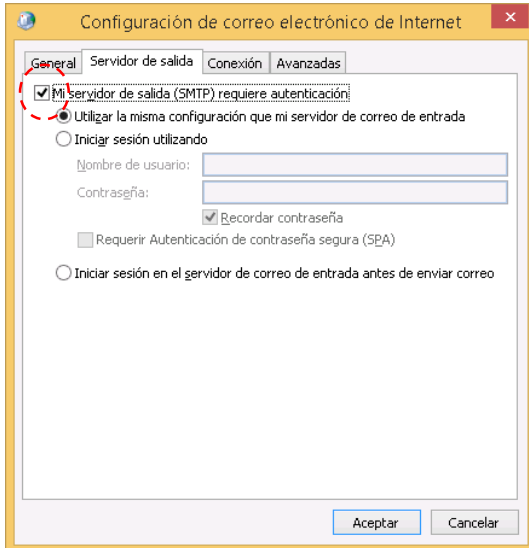 Configuración de correo electrónico de Internet
General Servidor de salida Conexión Avanzadas
Mi servidor de salida (SMTP) requiere autenticación
Utilizar la misma configuración que mi servidor de correo de entrada
Iniciar sesión utilizando
Nombre de usuario:
Contraseña:
Recordar contraseña
Requerir Autenticación de contraseña segura (SPA)
Iniciar sesión en el servidor de correo de entrada antes de enviar correo
Aceptar Cancelar